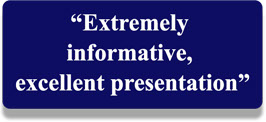 “Extremely
informative,
excellent presentation”